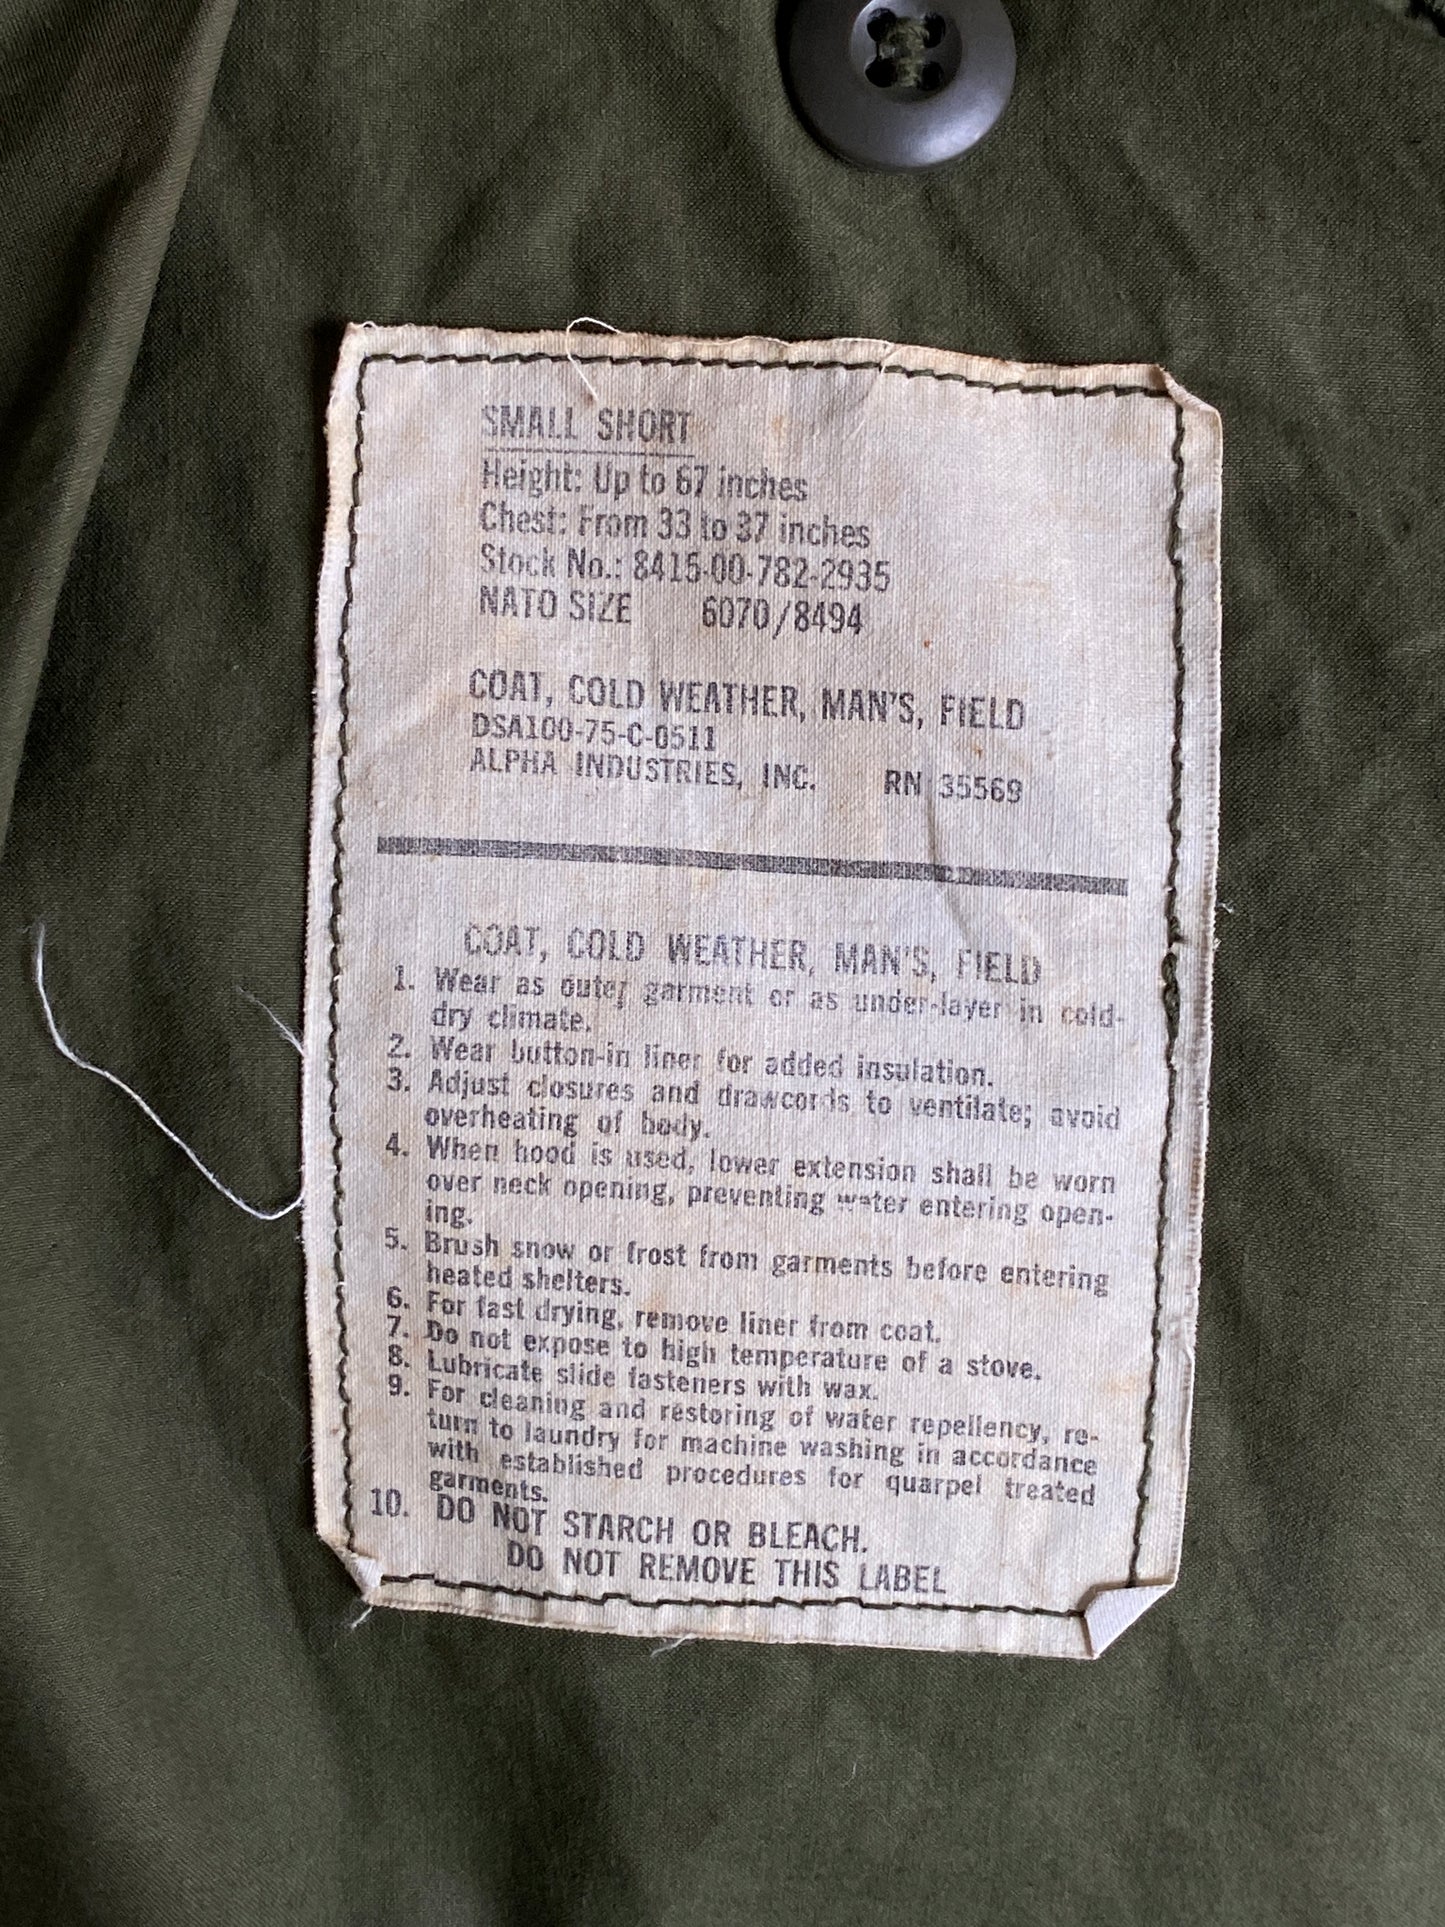 SMALL SHORT
Height: Up to 67 inches
Chest: From 33 to 37 inches
Stock No.: 8415-00-782-2935
NATO SIZE 6070/8494
COAT, COLD WEATHER, MAN'S, FIELD
DSA100-75-C-0511
ALPHA INDUSTRIES, INC. RN 35569
COAT, COLD WEATHER, MAN'S, FIELD
1. Wear as outer garment or as under-layer in cold-
dry climate.
2. Wear button-in liner for added insulation.
3. Adjust closures and drawcords to ventilate; avoid
overheating of body.
4. When hood is used, lower extension shall be worn
over neck opening, preventing water entering open-
ing.
5. Brush snow or frost from garments before entering
heated shelters.
6. For fast drying, remove liner from coat.
7. Do not expose to high temperature of a stove.
8. Lubricate slide fasteners with wax.
9. For cleaning and restoring of water repellency, re-
turn to laundry for machine washing in accordance
with established procedures for quarpel treated
garments.
10. DO NOT STARCH OR BLEACH.
DO NOT REMOVE THIS LABEL